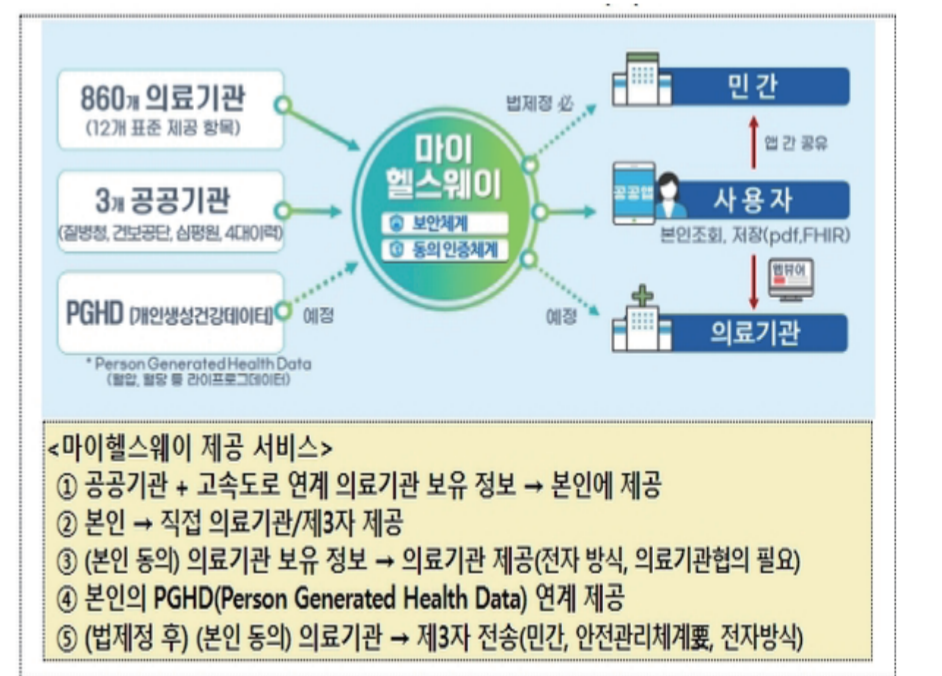 860개 의료기관
(12개 표준 제공 항목)
3개 공공기관
(질병청, 건보공단, 심평원, 4대이력)
PGHD (개인생성건강데이터)
예정
* Person Generated Health Data
(혈압, 혈당 등 라이프로그데이터)
마이
헬스웨이
보안체계
동의 인증체계
법제정 後
예정
민간
앱 간 공유
공공앱
사용자
본인조회, 저장(pdf,FHIR)
웹뷰어
의료기관
<마이헬스웨이 제공 서비스>
① 공공기관 + 고속도로 연계 의료기관 보유 정보 → 본인에 제공
② 본인 → 직접 의료기관/제3자 제공
③ (본인 동의) 의료기관 보유 정보 → 의료기관 제공(전자 방식, 의료기관협의 필요)
④ 본인의 PGHD(Person Generated Health Data) 연계 제공
⑤ (법제정 후) (본인 동의) 의료기관 → 제3자 전송(민간, 안전관리체계要, 전자방식)